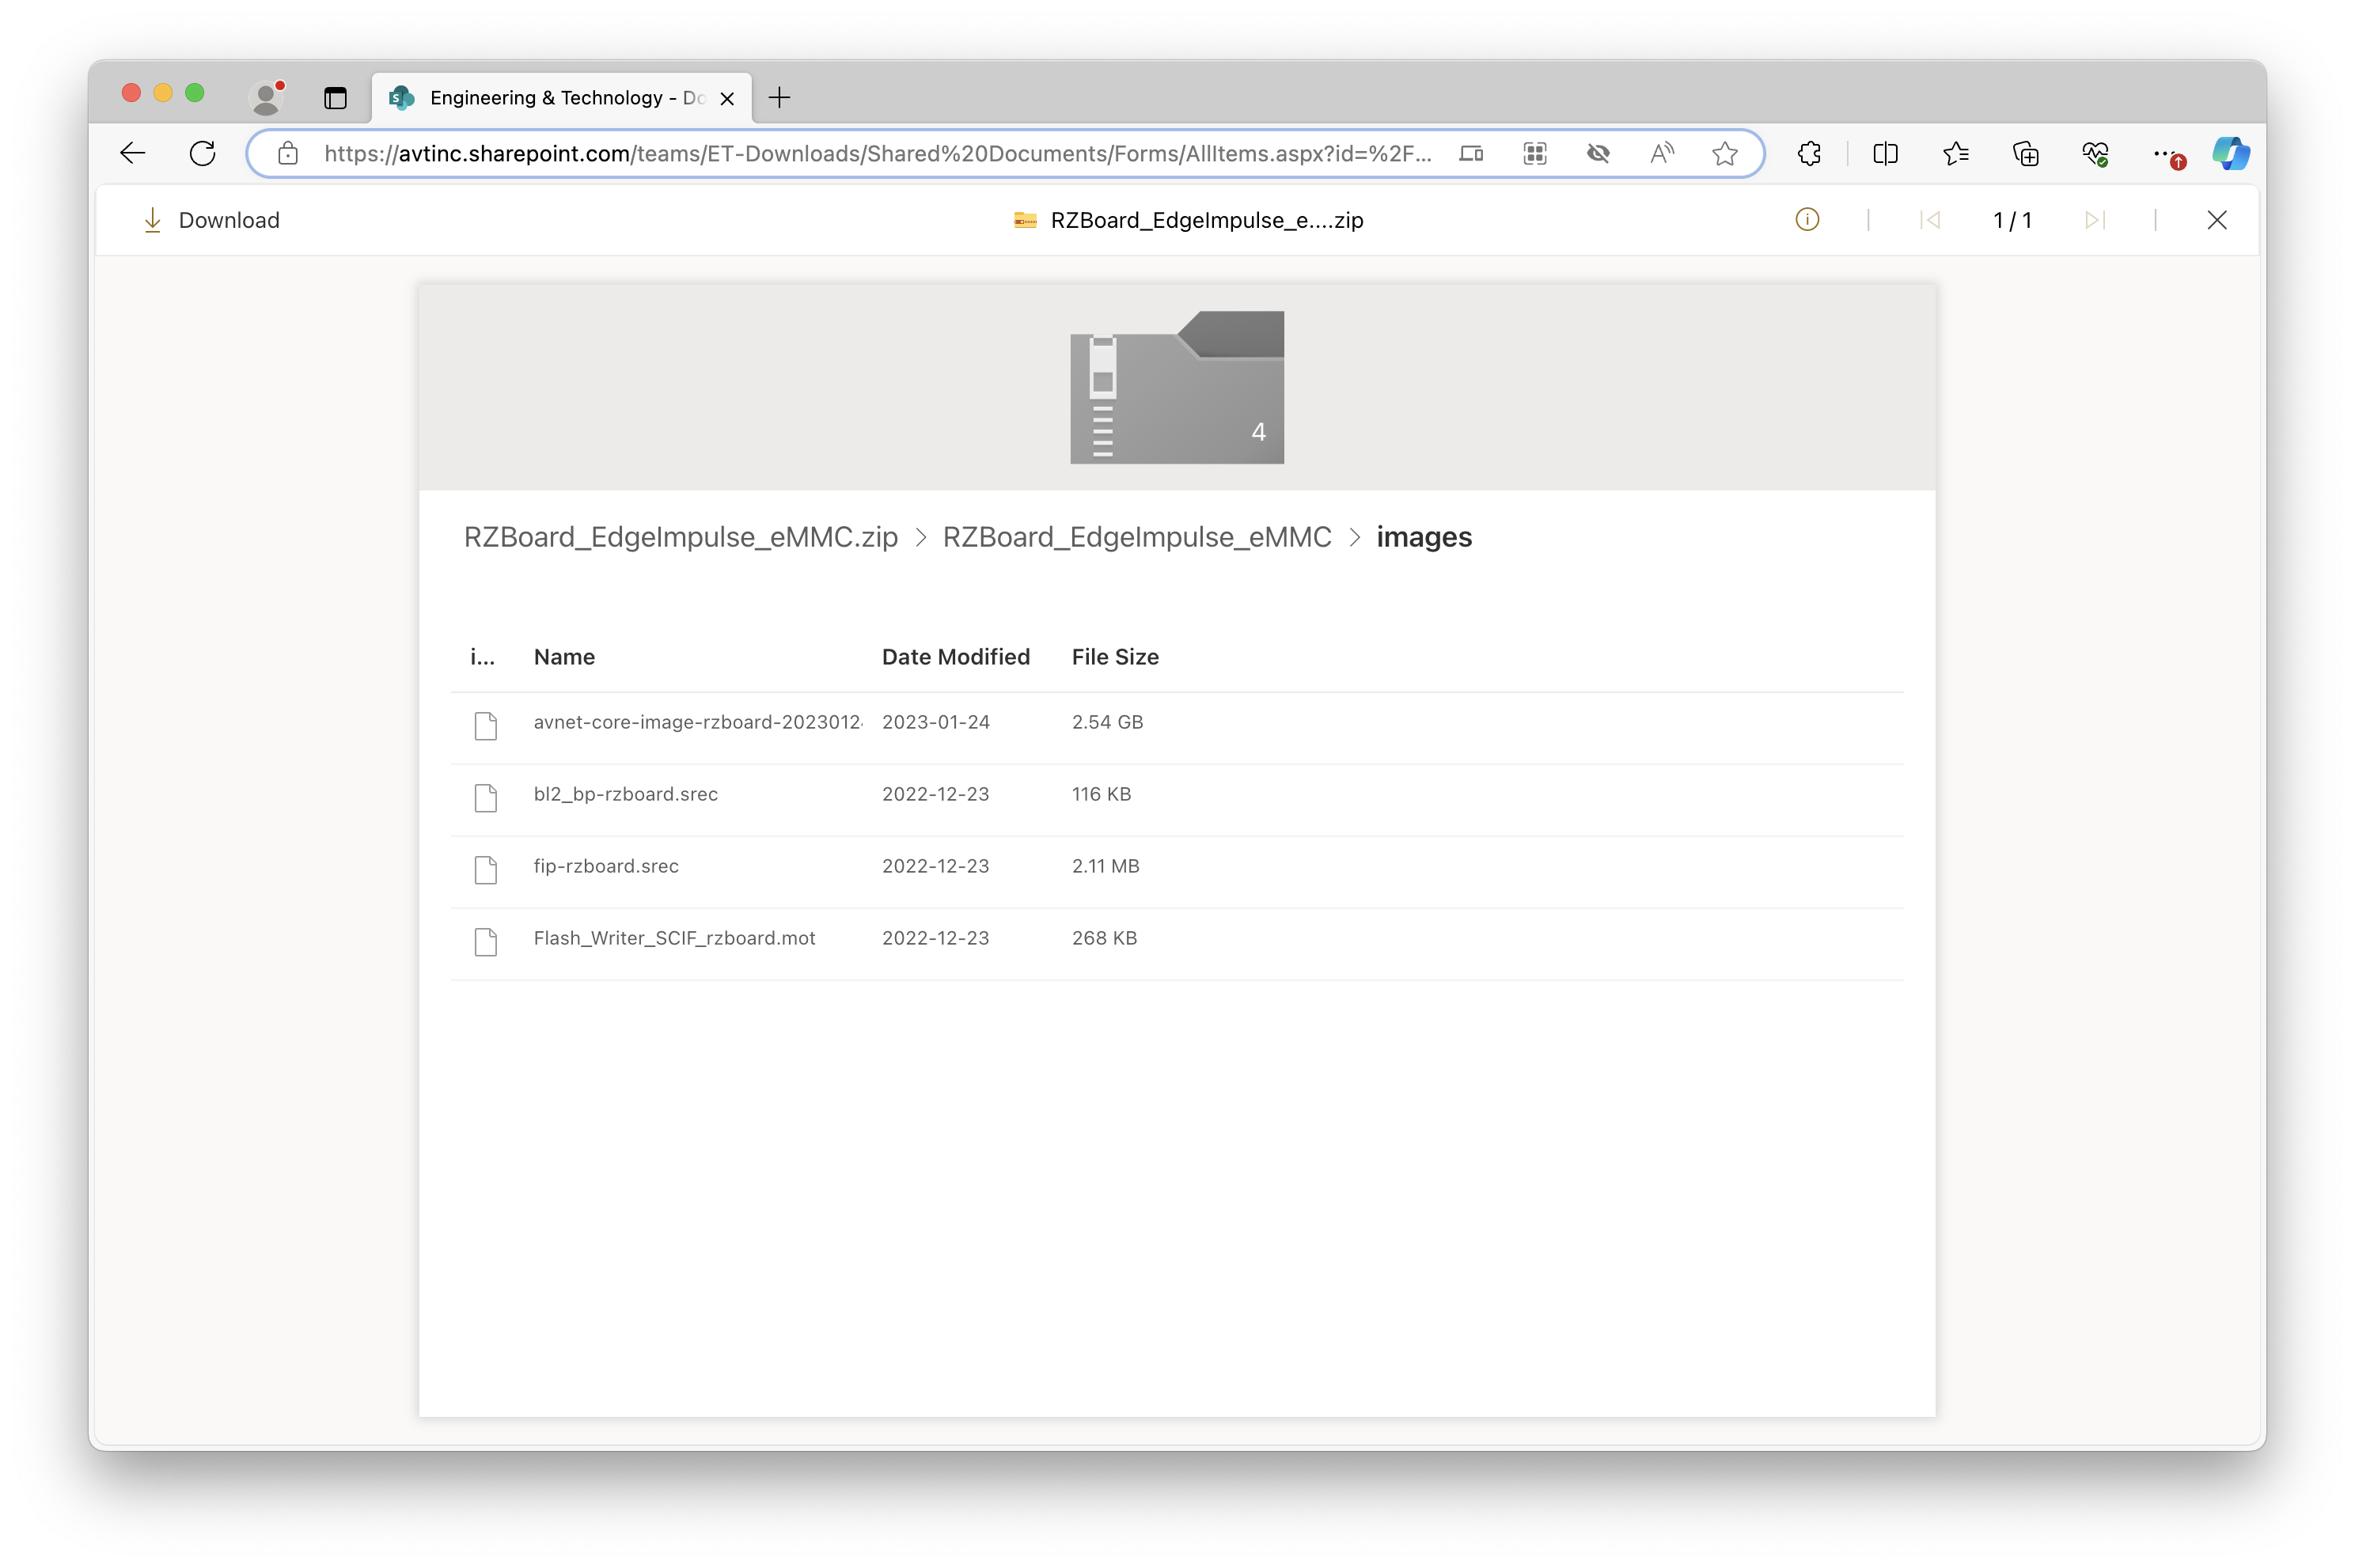 Engineering & Technology - Do
https://avtinc.sharepoint.com/teams/ET-Downloads/Shared%20Documents/Forms/AllItems.aspx?id=%2F...
Download
RZBoard_EdgeImpulse_e....zip
1 / 1
4
RZBoard_EdgeImpulse_eMMC.zip > RZBoard_EdgeImpulse_eMMC > images
i... Name Date Modified File Size
avnet-core-image-rzboard-2023012 2023-01-24 2.54 GB
bl2_bp-rzboard.srec 2022-12-23 116 KB
fip-rzboard.srec 2022-12-23 2.11 MB
Flash_Writer_SCIF_rzboard.mot 2022-12-23 268 KB